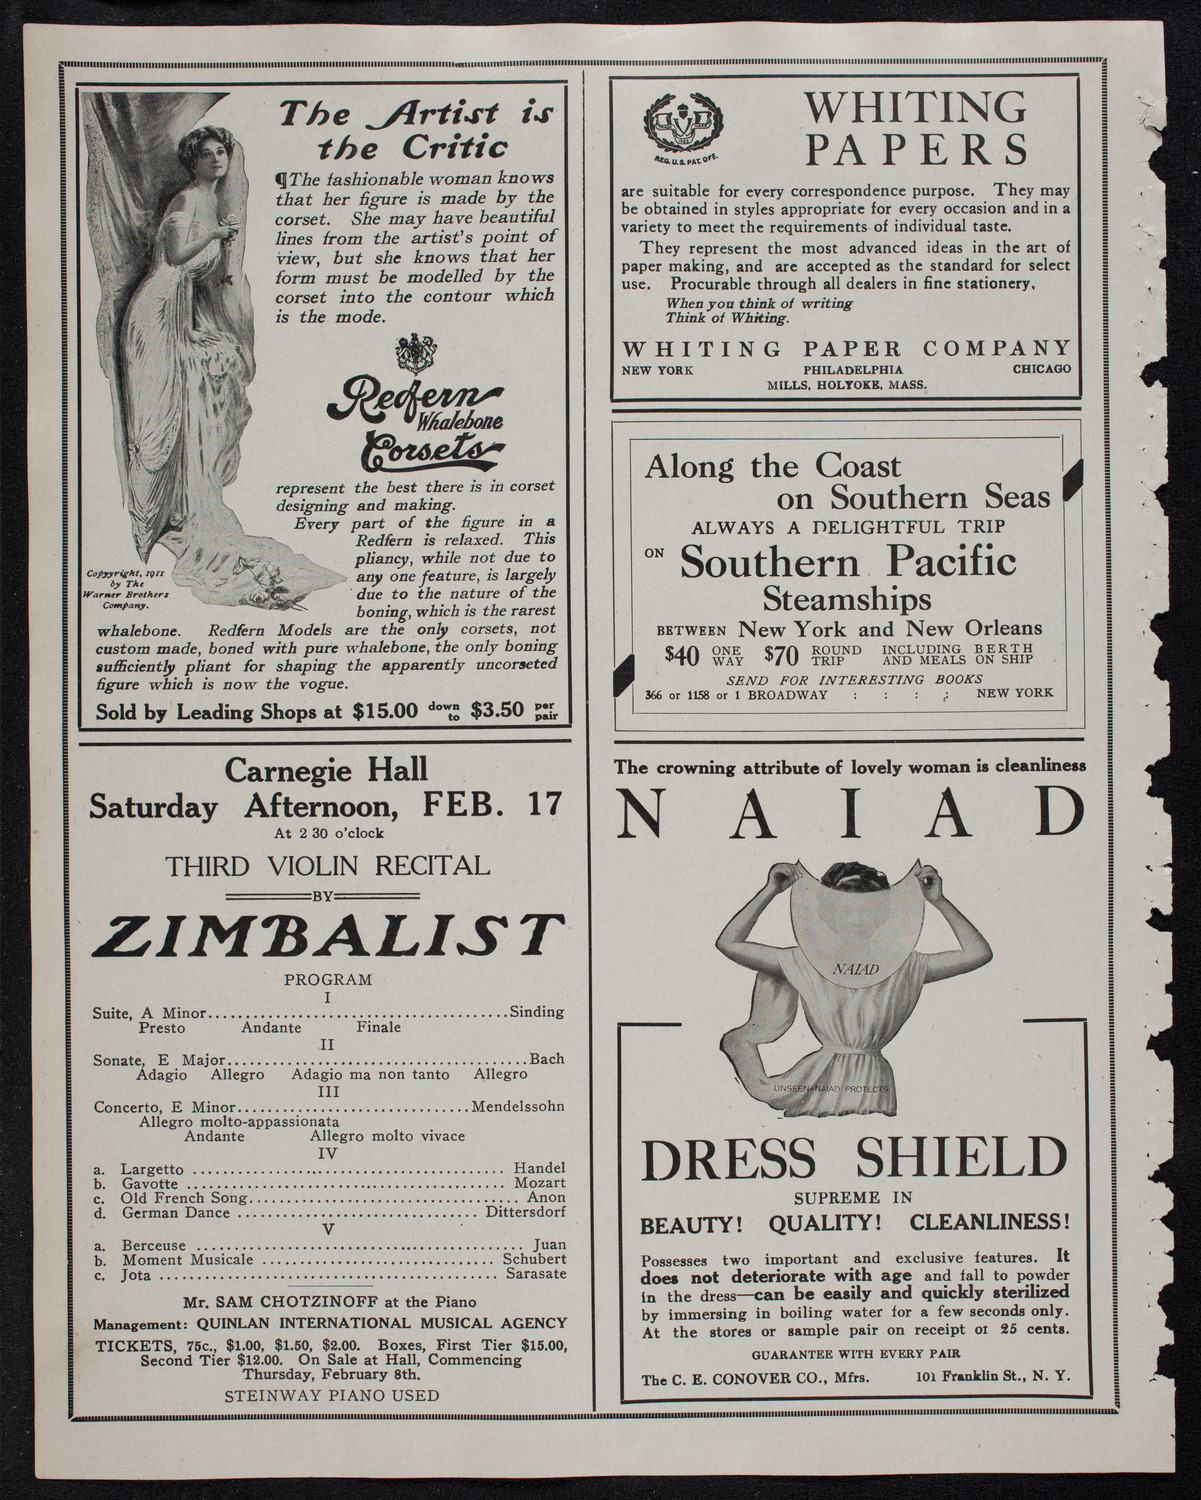 The Artist is
the Critic
¶The fashionable woman knows
that her figure is made by the
corset. She may have beautiful
lines from the artist's point of
view, but she knows that her
form must be modelled by the
corset into the contour which
is the mode.
Redfern
Whalebone
Corsets
represent the best there is in corset
designing and making.
Every part of the figure in a
Redfern is relaxed. This
pliancy, while not due to
any one feature, is largely
due to the nature of the
boning, which is the rarest
Copyright, 1911
by The
Warner Brothers
Company.
whalebone. Redfern Models are the only corsets, not
custom made, boned with pure whalebone, the only boning
sufficiently pliant for shaping the apparently uncorseted
figure which is now the vogue.
Sold by Leading Shops at $15.00 down to $3.50 per pair
Carnegie Hall
Saturday Afternoon, FEB. 17
At 2 30 o'clock
THIRD VIOLIN RECITAL
BY
ZIMBALIST
PROGRAM
I
Suite, A Minor.......................................Sinding
Presto Andante Finale
II
Sonate, E Major.......................................Bach
Adagio Allegro Adagio ma non tanto Allegro
III
Concerto, E Minor...............................Mendelssohn
Allegro molto-appassionata
Andante Allegro molto vivace
IV
a. Largetto ........................................ Handel
b. Gavotte ........................................ Mozart
c. Old French Song.................................... Anon
d. German Dance ................................ Dittersdorf
V
a. Berceuse .......................................... Juan
b. Moment Musicale .............................. Schubert
c. Jota ............................................ Sarasate
Mr. SAM CHOTZINOFF at the Piano
Management: QUINLAN INTERNATIONAL MUSICAL AGENCY
TICKETS, 75c., $1.00, $1.50, $2.00. Boxes, First Tier $15.00,
Second Tier $12.00. On Sale at Hall, Commencing
Thursday, February 8th.
STEINWAY PIANO USED
REG. U.S. PAT. OFF.
WHITING
PAPERS
are suitable for every correspondence purpose. They may
be obtained in styles appropriate for every occasion and in a
variety to meet the requirements of individual taste.
They represent the most advanced ideas in the art of
paper making, and are accepted as the standard for select
use. Procurable through all dealers in fine stationery.
When you think of writing
Think of Whiting.
WHITING PAPER COMPANY
NEW YORK PHILADELPHIA CHICAGO
MILLS, HOLYOKE, MASS.
Along the Coast
on Southern Seas
ALWAYS A DELIGHTFUL TRIP
ON Southern Pacific
Steamships
BETWEEN New York and New Orleans
$40 ONE WAY $70 ROUND TRIP INCLUDING BERTH AND MEALS ON SHIP
SEND FOR INTERESTING BOOKS
366 or 1158 or 1 BROADWAY : : : ; NEW YORK
The crowning attribute of lovely woman is cleanliness
NAIAD
NAIAD
UNSEEN-NAIAD PROTECTS
DRESS SHIELD
SUPREME IN
BEAUTY! QUALITY! CLEANLINESS!
Possesses two important and exclusive features. It
does not deteriorate with age and fall to powder
in the dress—can be easily and quickly sterilized
by immersing in boiling water for a few seconds only.
At the stores or sample pair on receipt of 25 cents.
GUARANTEE WITH EVERY PAIR
The C. E. CONOVER CO., Mfrs. 101 Franklin St., N. Y.